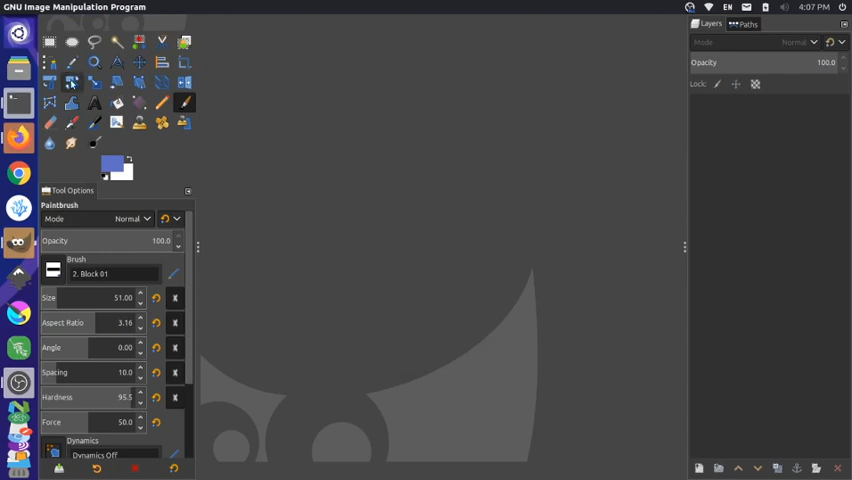 GNU Image Manipulation Program
EN
4:07 PM
Layers
Paths
Mode
Normal
Opacity
100.0
Lock:
Tool Options
Paintbrush
Mode
Normal
Opacity
100.0
Brush
2. Block 01
Size
51.00
Aspect Ratio
3.16
Angle
0.00
Spacing
10.0
Hardness
95.5
Force
50.0
Dynamics
Dynamics Off